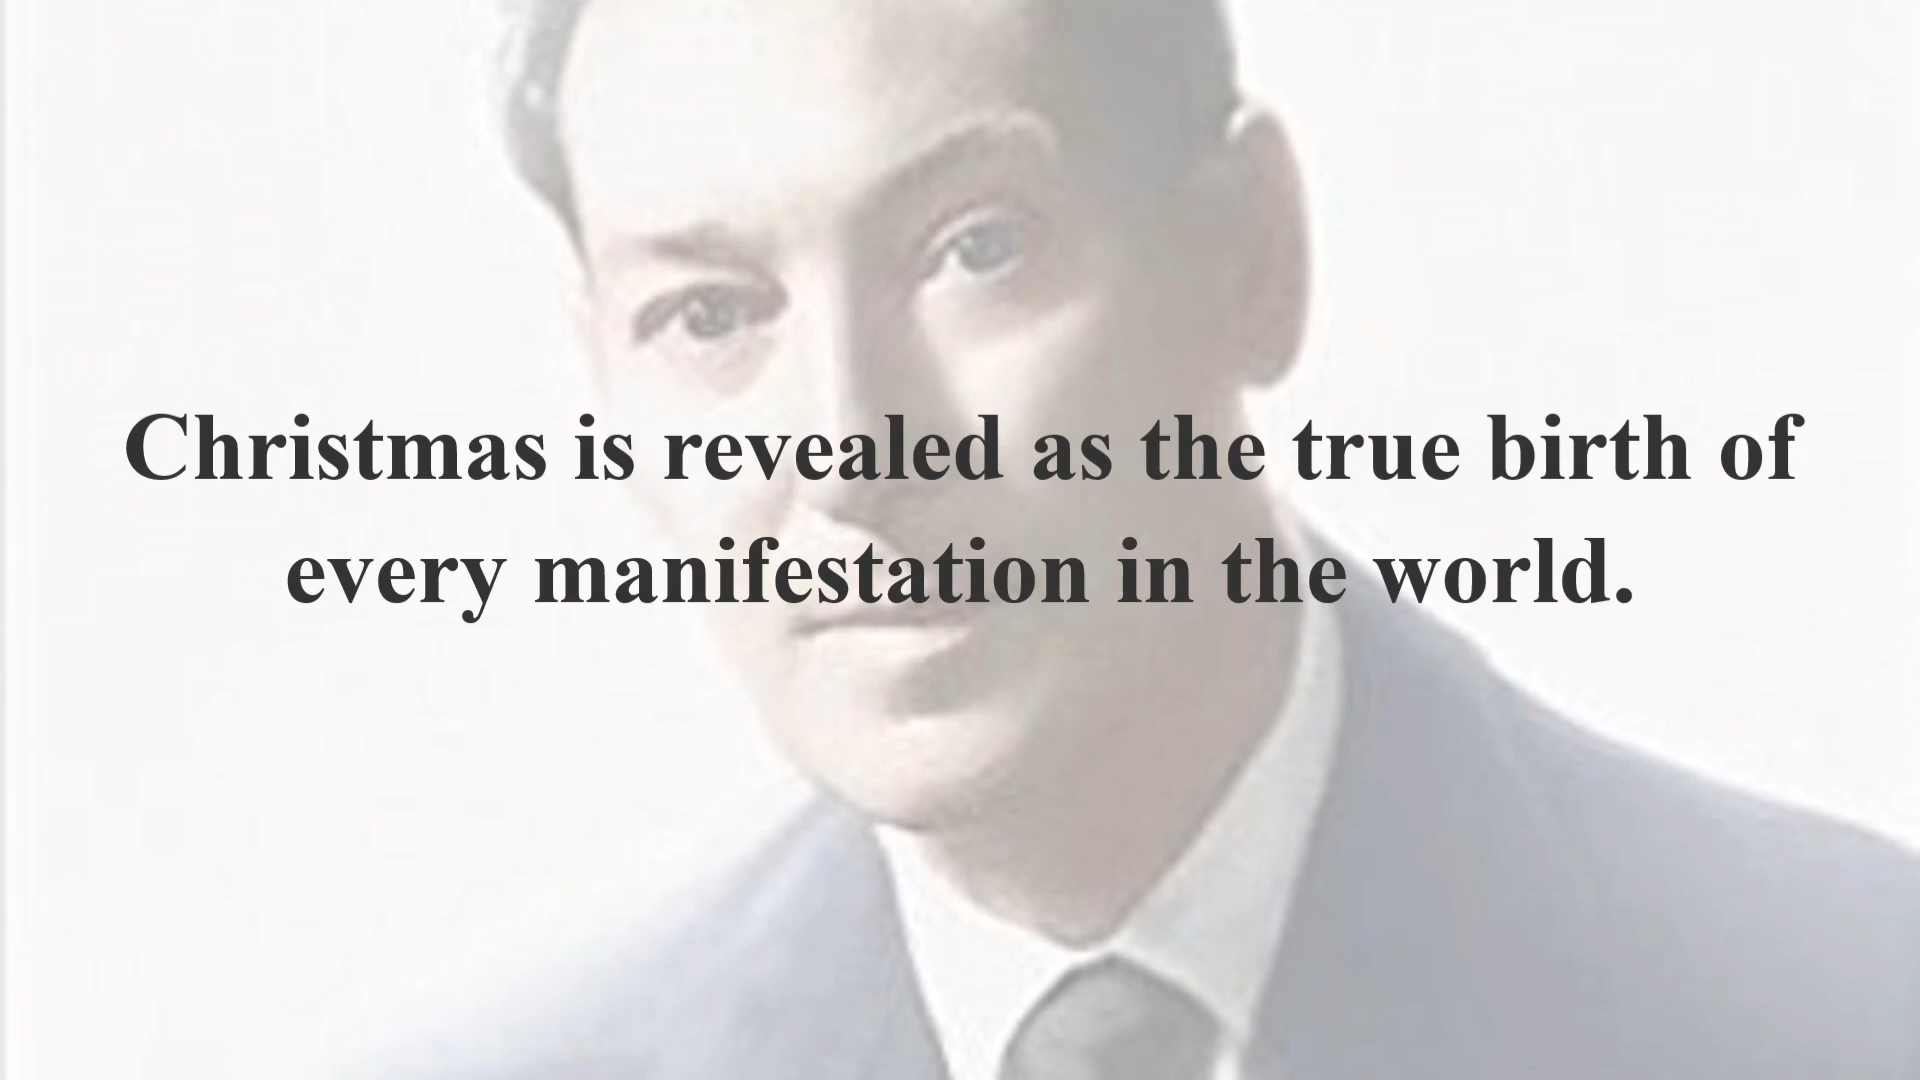 Christmas is revealed as the true birth of
every manifestation in the world.